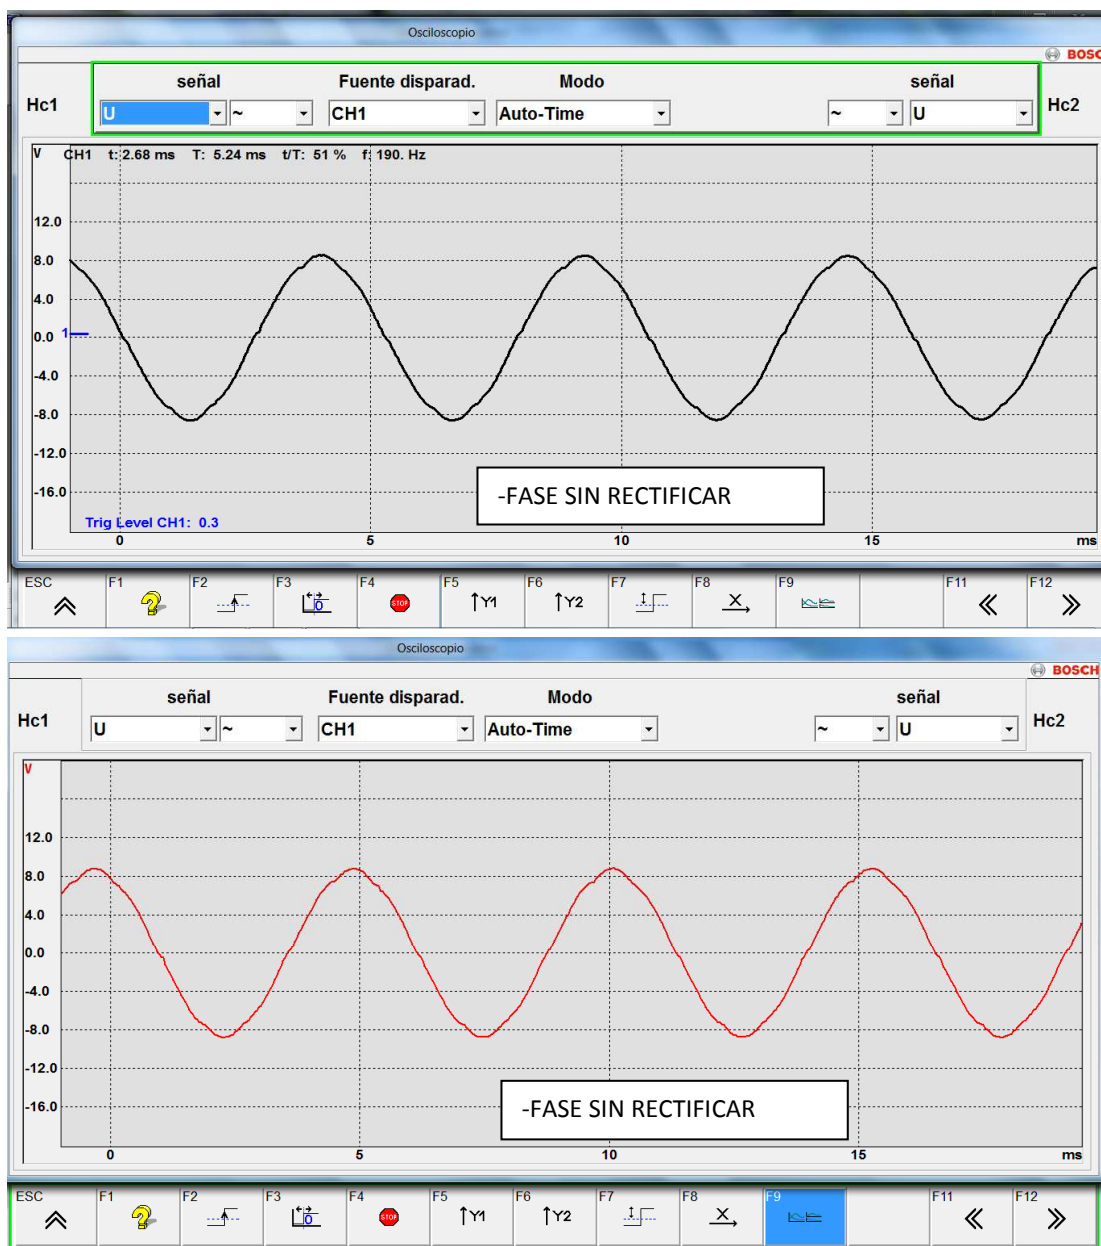 Osciloscopio
BOSC
Hc1 señal Fuente disparad. Modo señal Hc2
U ~ CH1 Auto-Time ~ U
V CH1 t: 2.68 ms T: 5.24 ms t/T: 51 % f: 190. Hz
12.0
8.0
4.0
0.0 1
-4.0
-8.0
-12.0
-16.0
-FASE SIN RECTIFICAR
Trig Level CH1: 0.3
0 5 10 15 ms
ESC F1 F2 F3 F4 F5 F6 F7 F8 F9 F11 F12
? 0 STOP ↑Y1 ↑Y2 X
Osciloscopio
BOSCH
Hc1 señal Fuente disparad. Modo señal Hc2
U ~ CH1 Auto-Time ~ U
V
12.0
8.0
4.0
0.0
-4.0
-8.0
-12.0
-16.0
-FASE SIN RECTIFICAR
0 5 10 15 ms
ESC F1 F2 F3 F4 F5 F6 F7 F8 F9 F11 F12
? 0 STOP ↑Y1 ↑Y2 X